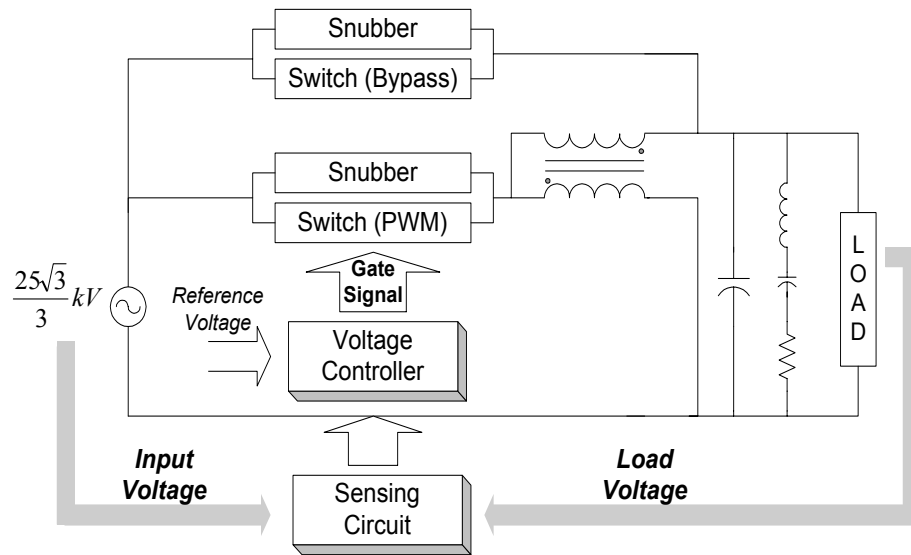 Snubber
Switch (Bypass)
Snubber
Switch (PWM)
Gate
Signal
25√3
3
kV
Reference
Voltage
Voltage
Controller
L
O
A
D
Input
Voltage
Sensing
Circuit
Load
Voltage